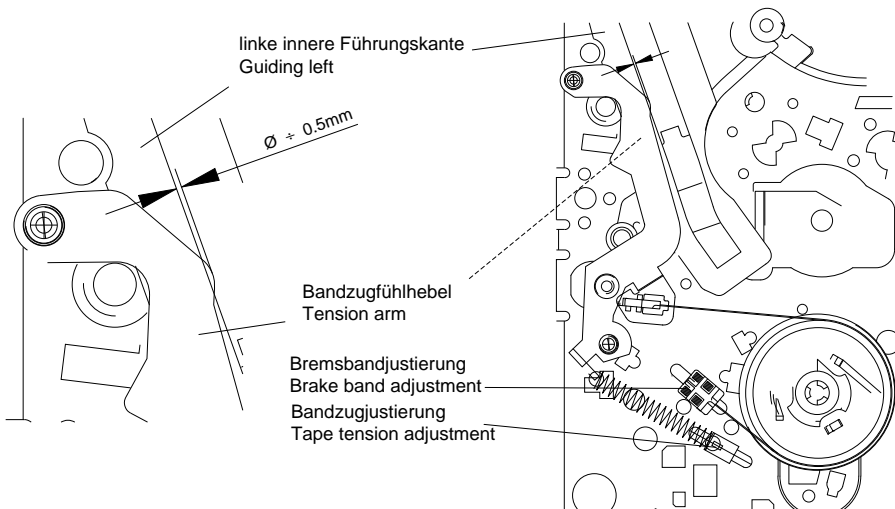 linke innere Führungskante
Guiding left
Ø ÷ 0.5mm
Bandzugfühlhebel
Tension arm
Bremsbandjustierung
Brake band adjustment
Bandzugjustierung
Tape tension adjustment